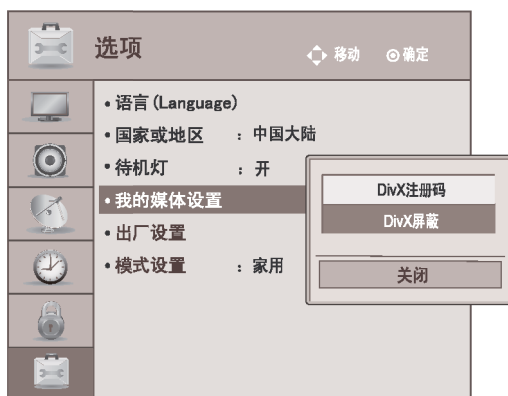 选项 移动 确定
• 语言 (Language)
• 国家或地区 : 中国大陆
• 待机灯 : 开
• 我的媒体设置
• 出厂设置
• 模式设置 : 家用
DivX注册码
DivX屏蔽
关闭